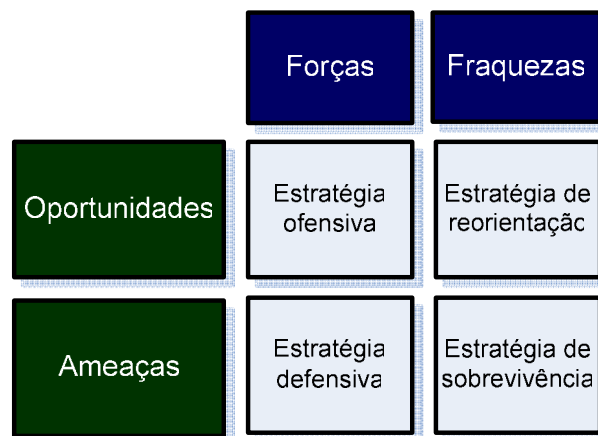 Forças
Fraquezas
Oportunidades
Estratégia
ofensiva
Estratégia de
reorientação
Ameaças
Estratégia
defensiva
Estratégia de
sobrevivência